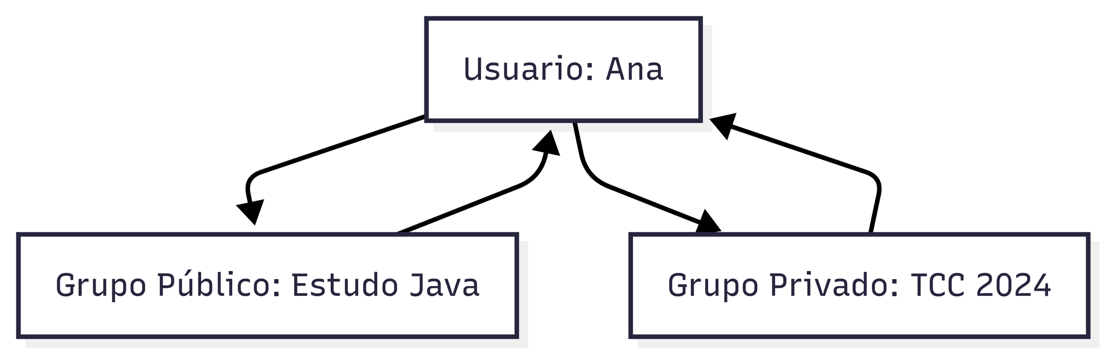 Usuario: Ana
Grupo Público: Estudo Java
Grupo Privado: TCC 2024